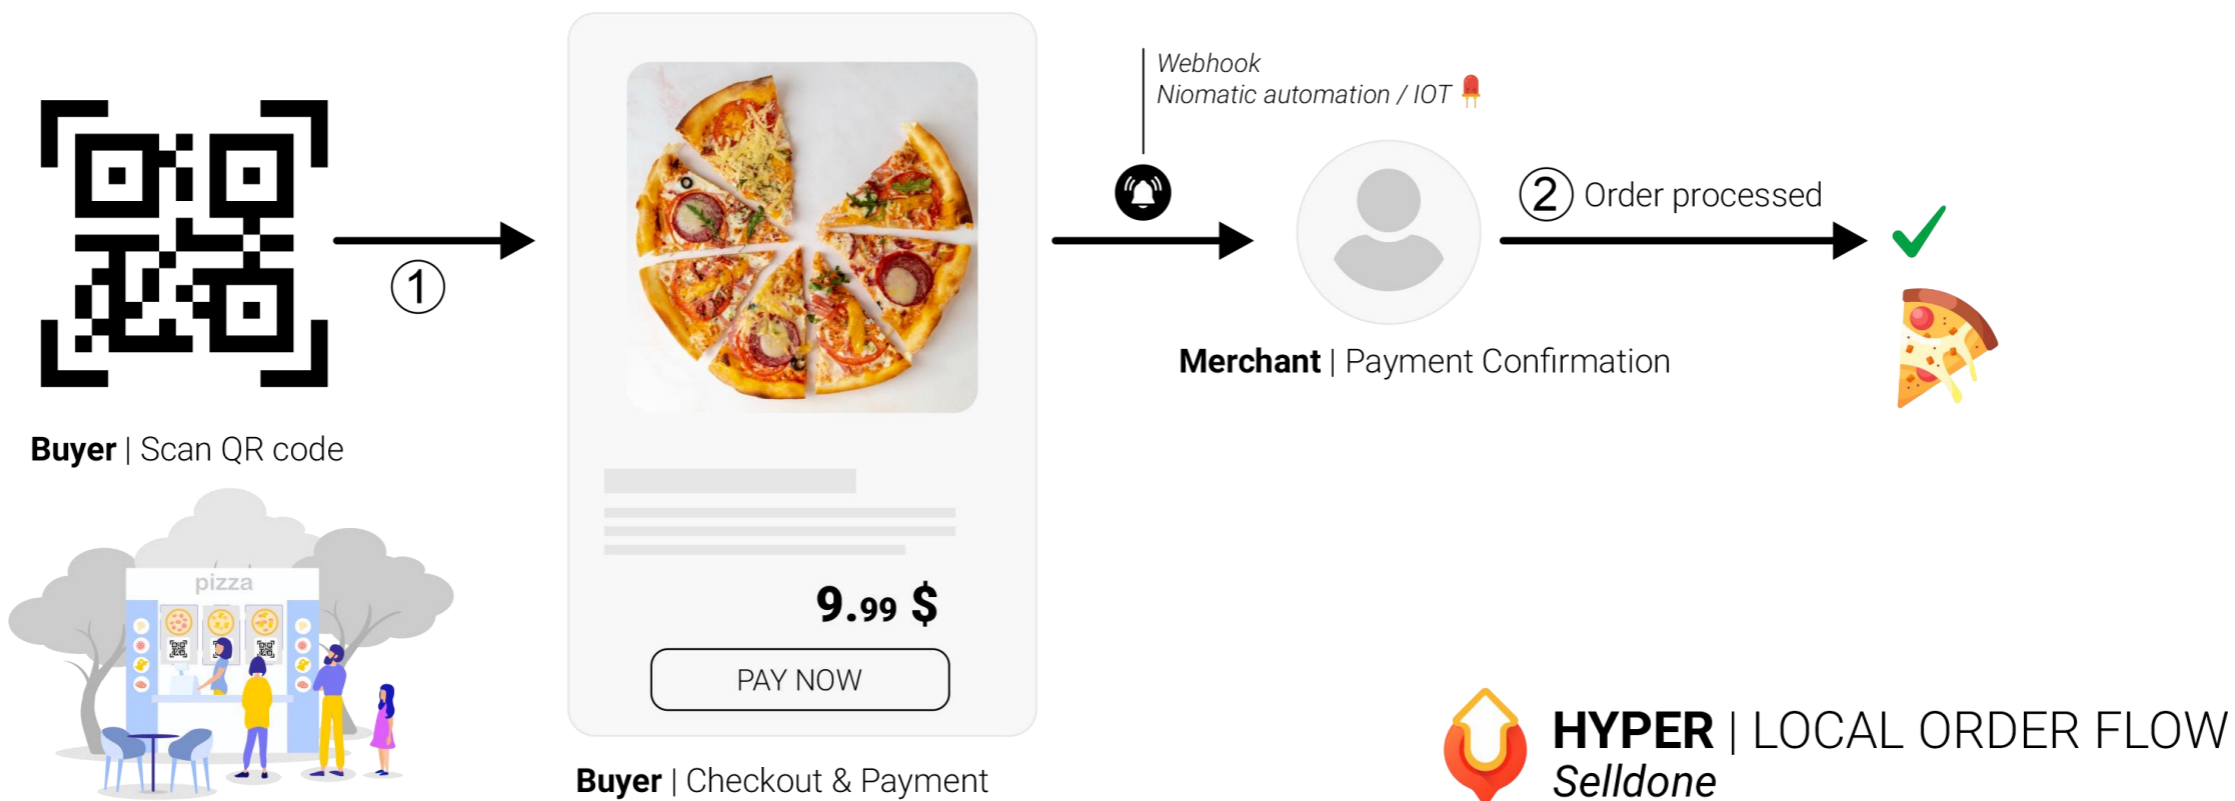 Buyer | Scan QR code
pizza
1
9.99 $
PAY NOW
Buyer | Checkout & Payment
Webhook
Niomatic automation / IOT
Merchant | Payment Confirmation
2 Order processed
HYPER | LOCAL ORDER FLOW
Selldone